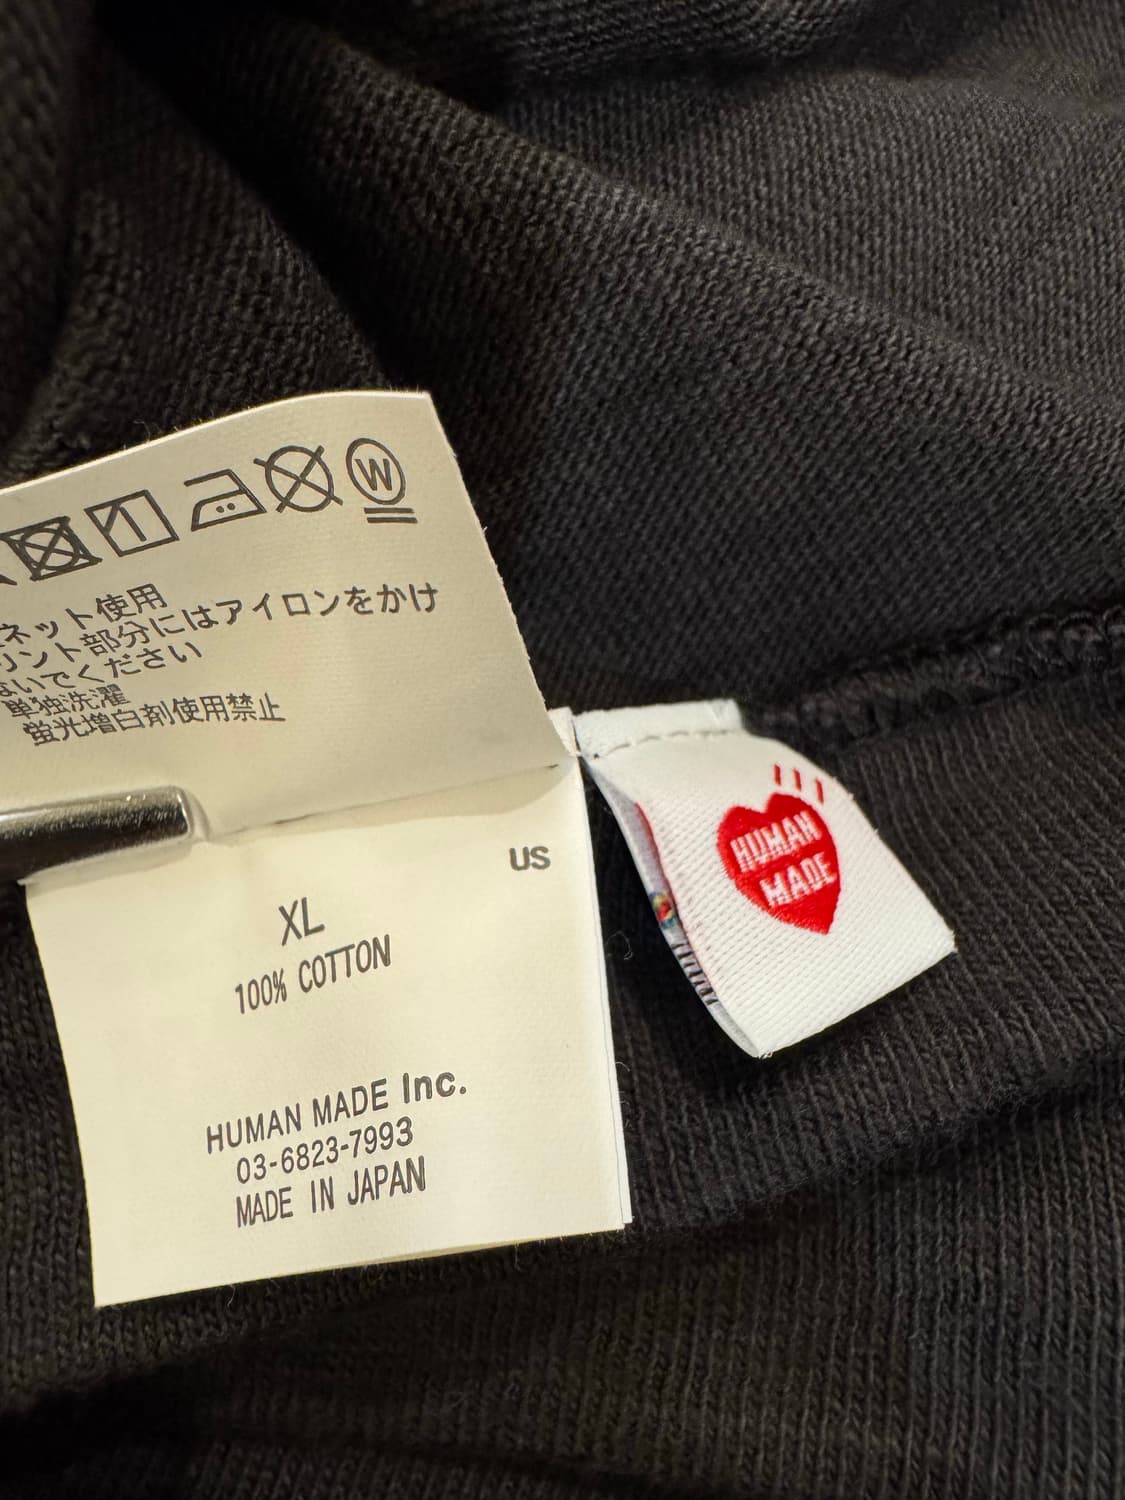 W
ネット使用
リント部分にはアイロンをかけ
ないでください
単独洗濯
蛍光増白剤使用禁止
US
XL
100% COTTON
HUMAN MADE Inc.
03-6823-7993
MADE IN JAPAN
HUMAN
MADE